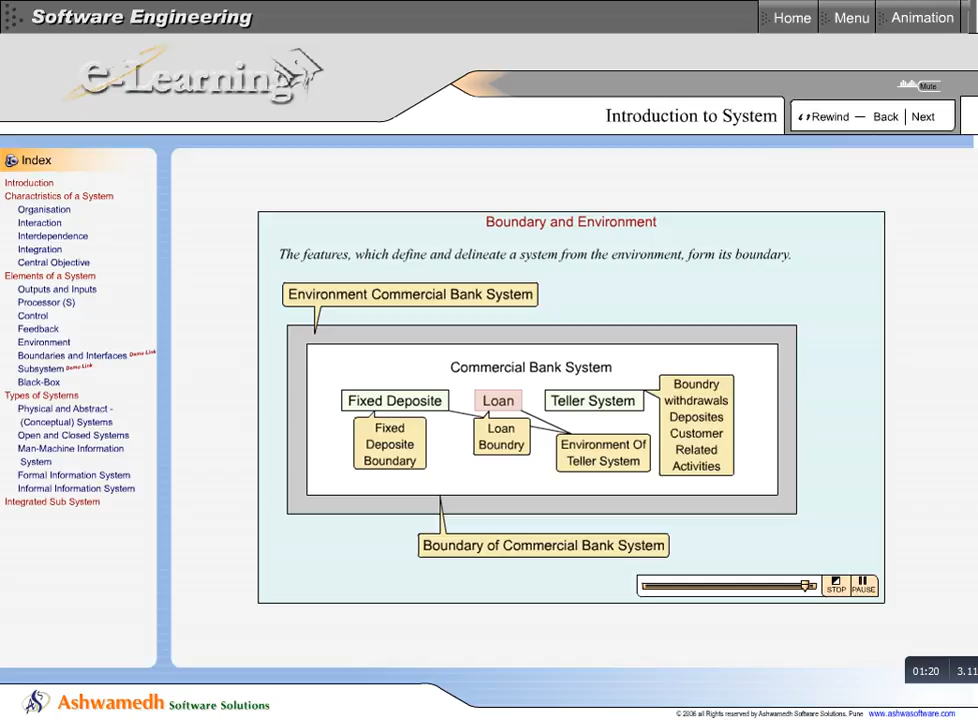 Software Engineering
Home
Menu
Animation
e-Learning
Mute
Introduction to System
Rewind — Back | Next
Index
Introduction
Charactristics of a System
Organisation
Interaction
Interdependence
Integration
Central Objective
Elements of a System
Outputs and Inputs
Processor (S)
Control
Feedback
Environment
Boundaries and Interfaces Demo Link
Subsystem Demo Link
Black-Box
Types of Systems
Physical and Abstract -
(Conceptual) Systems
Open and Closed Systems
Man-Machine Information
System
Formal Information System
Informal Information System
Integrated Sub System
Boundary and Environment
The features, which define and delineate a system from the environment, form its boundary.
Environment Commercial Bank System
Commercial Bank System
Fixed Deposite
Loan
Teller System
Fixed
Deposite
Boundary
Loan
Boundry
Environment Of
Teller System
Boundry
withdrawals
Deposites
Customer
Related
Activities
Boundary of Commercial Bank System
STOP
PAUSE
01:20
3.11
Ashwamedh Software Solutions
© 2006 all Rights reserved by Ashwamedh Software Solutions. Pune www.ashwasoftware.com